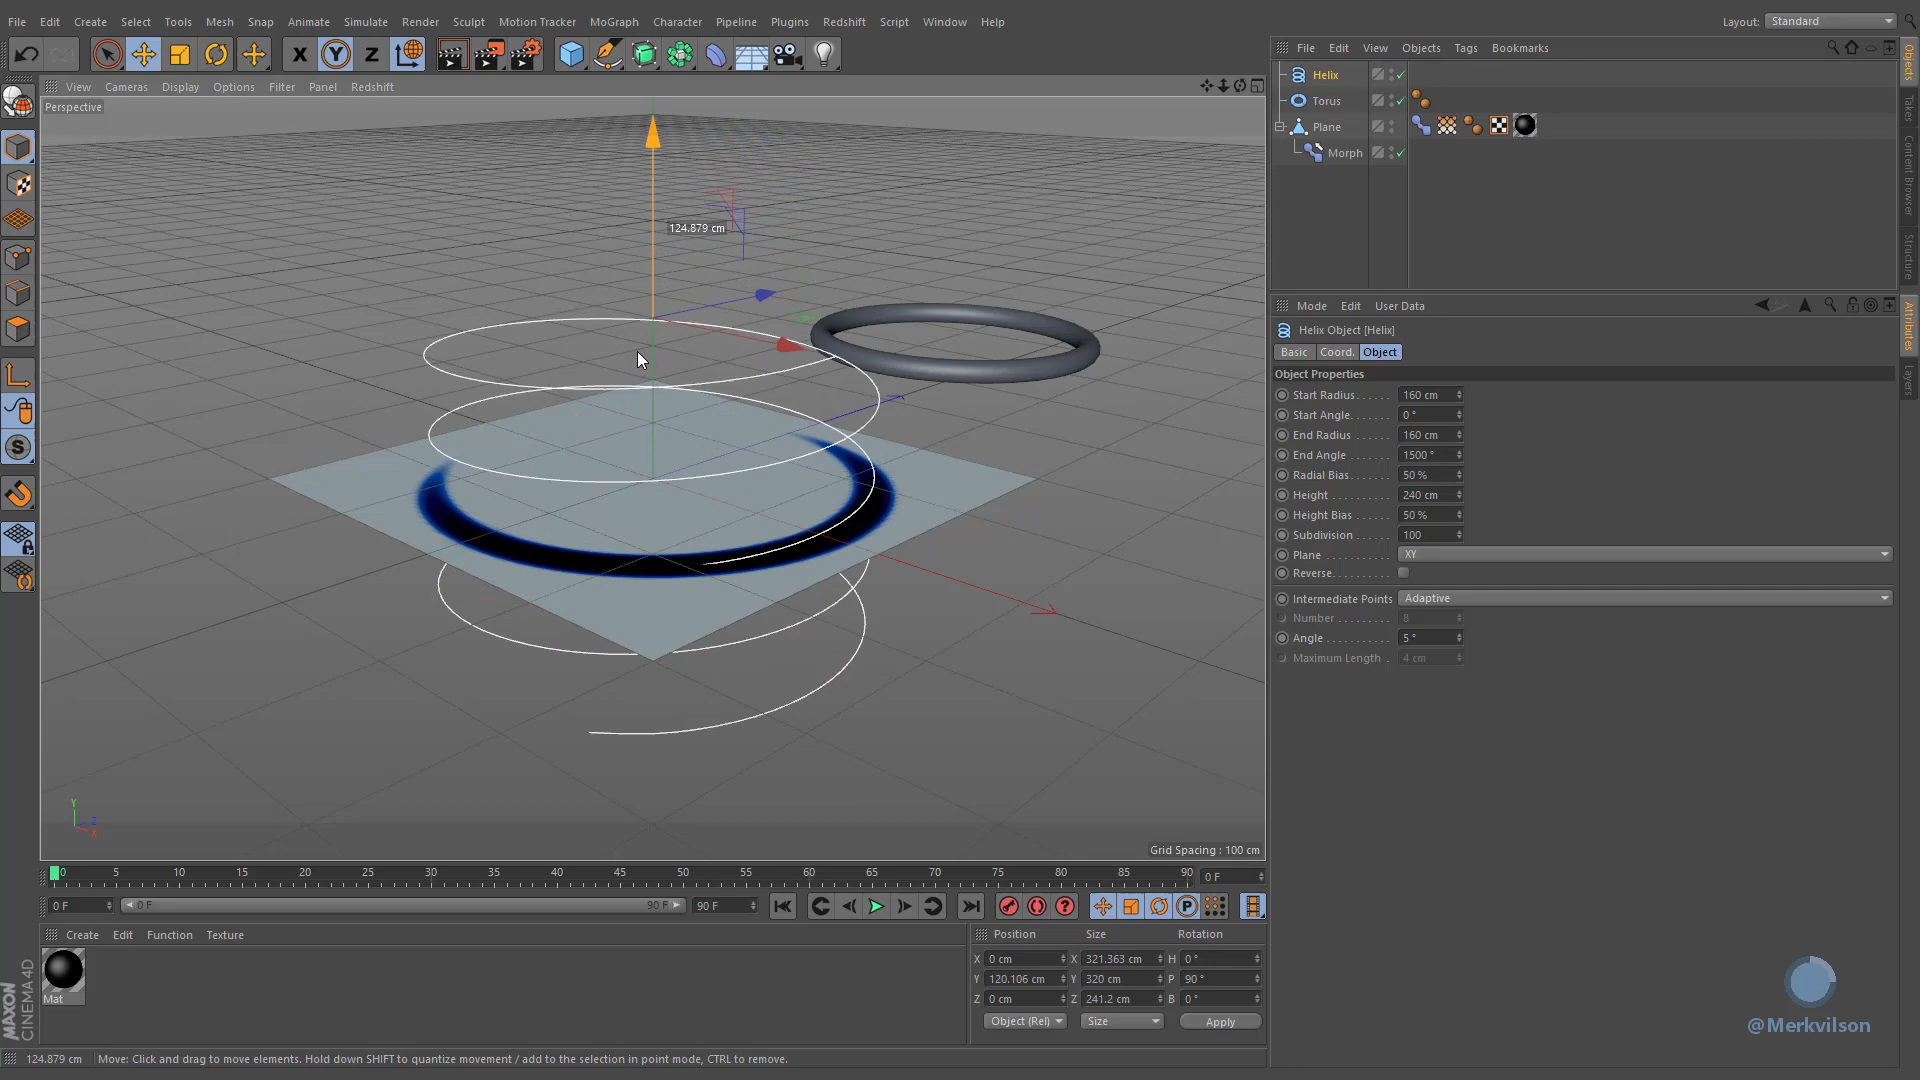 File Edit Create Select Tools Mesh Snap Animate Simulate Render Sculpt Motion Tracker MoGraph Character Pipeline Plugins Redshift Script Window Help Layout: Standard
X Y Z
View Cameras Display Options Filter Panel Redshift
Perspective
124.879 cm
Y
Z
X
Grid Spacing : 100 cm
File Edit View Objects Tags Bookmarks
Helix
Torus
Plane
Morph
Objects
Takes
Content Browser
Structure
Mode Edit User Data
Helix Object [Helix]
Basic Coord. Object
Object Properties
Start Radius 160 cm
Start Angle 0 °
End Radius 160 cm
End Angle 1500 °
Radial Bias 50 %
Height 240 cm
Height Bias 50 %
Subdivision 100
Plane XY
Reverse
Intermediate Points Adaptive
Number 8
Angle 5 °
Maximum Length 4 cm
Attributes
Layers
0 5 10 15 20 25 30 35 40 45 50 55 60 65 70 75 80 85 90 0 F
0 F 0 F 90 F 90 F
Create Edit Function Texture
Mat
Position Size Rotation
X 0 cm X 321.363 cm H 0 °
Y 120.106 cm Y 320 cm P 90 °
Z 0 cm Z 241.2 cm B 0 °
Object (Rel) Size Apply
MAXON
CINEMA 4D
@Merkvilson
124.879 cm Move: Click and drag to move elements. Hold down SHIFT to quantize movement / add to the selection in point mode, CTRL to remove.